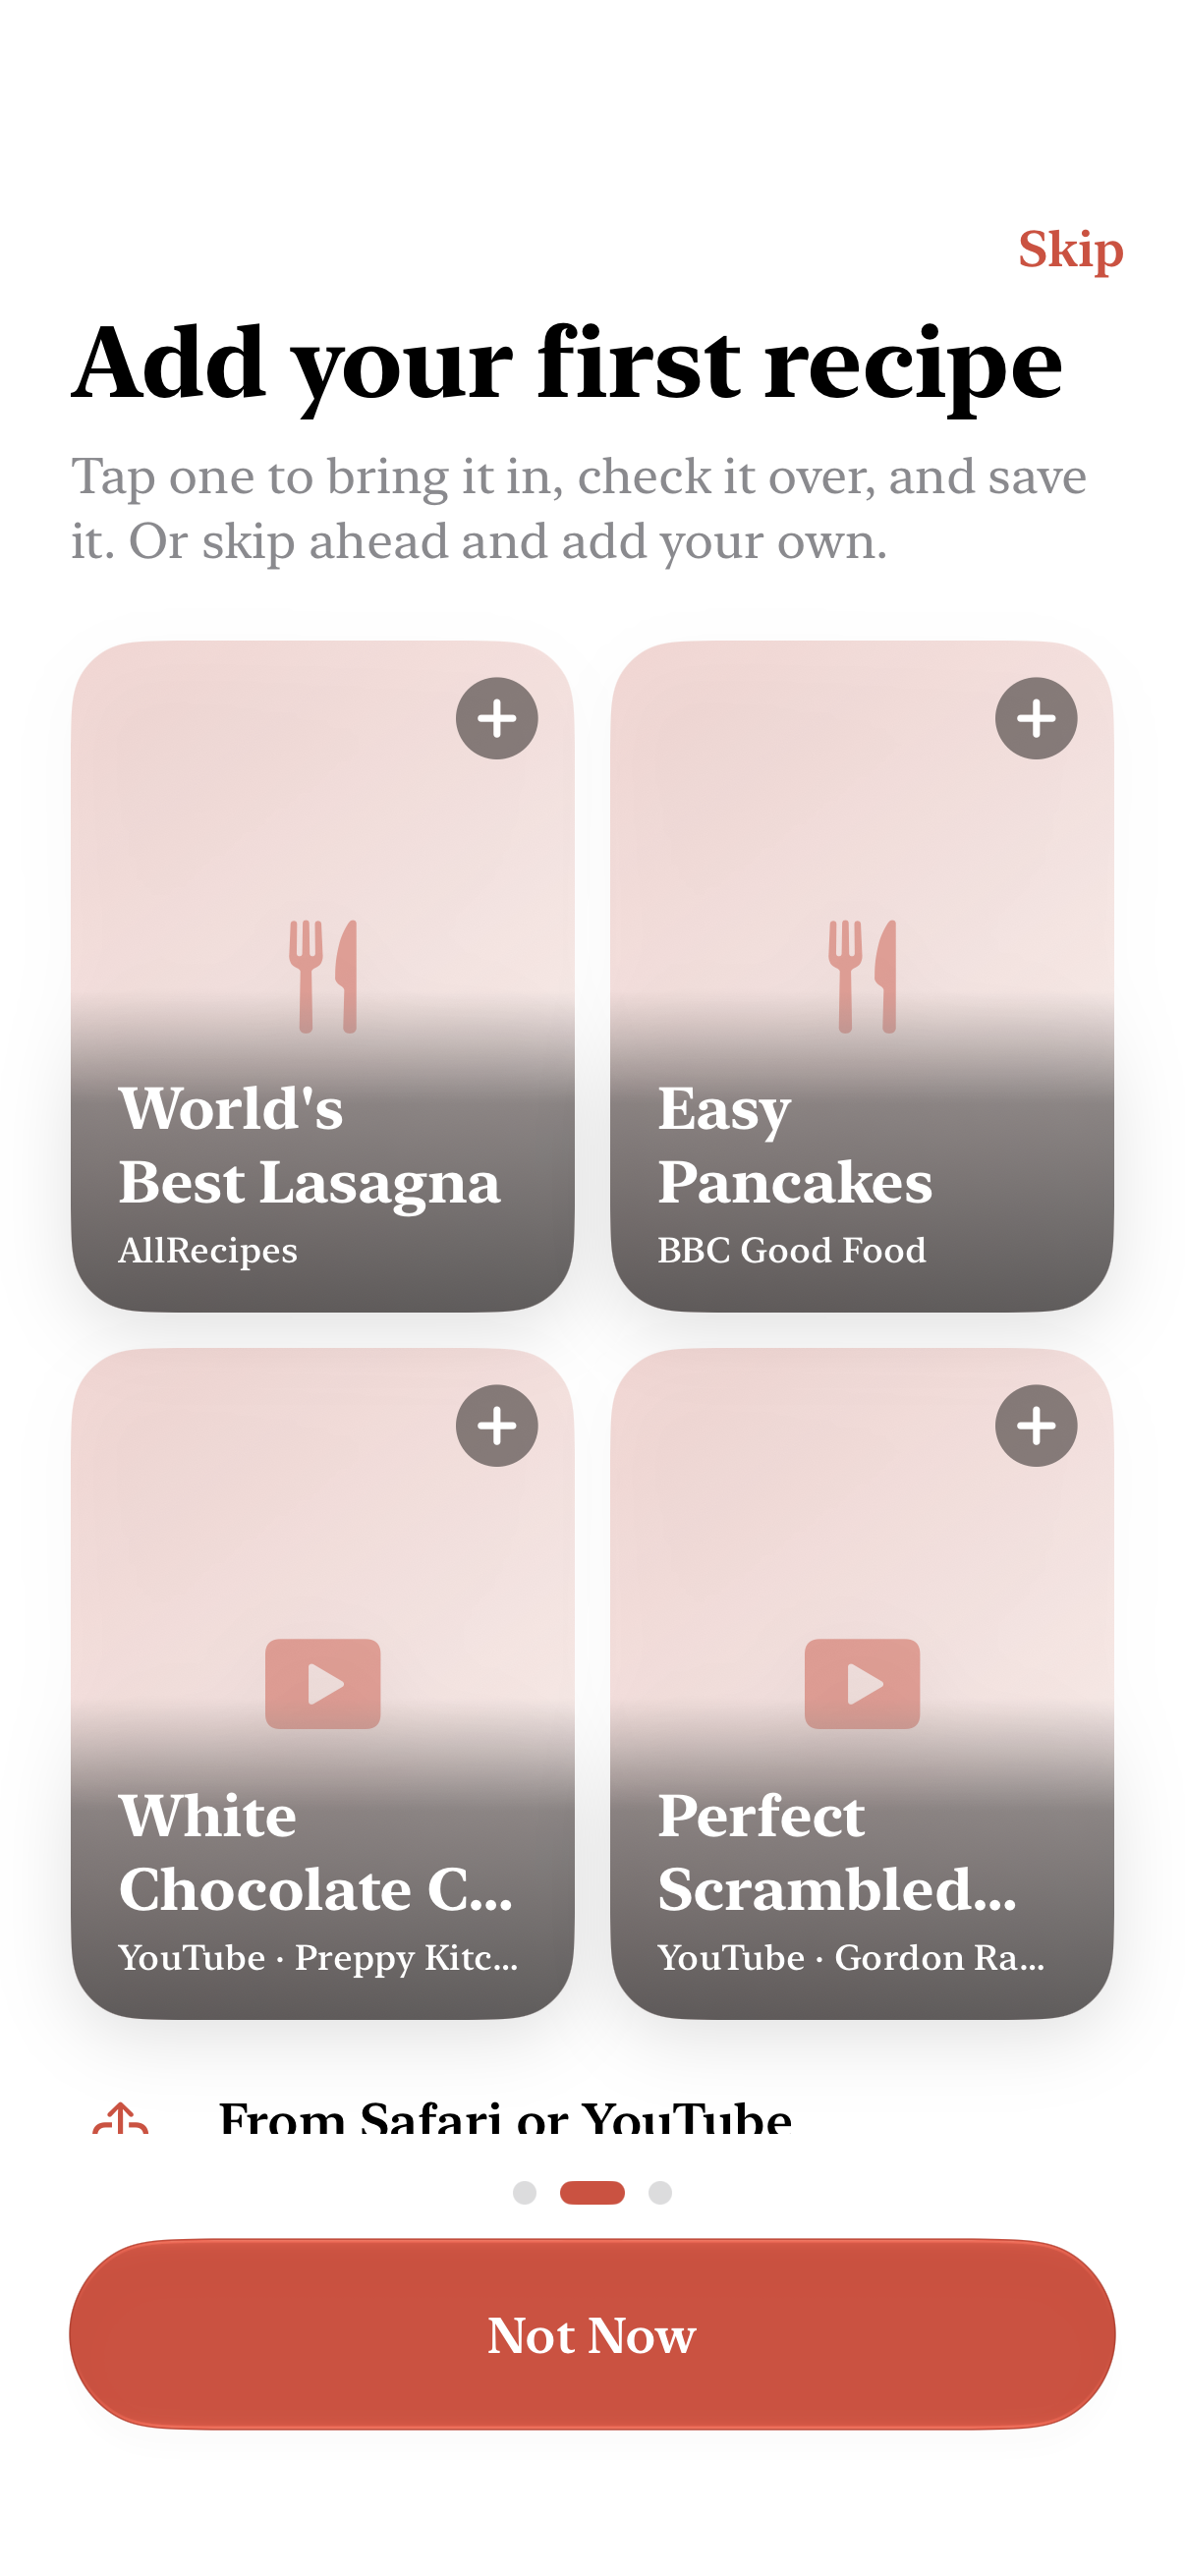 Skip
Add your first recipe
Tap one to bring it in, check it over, and save
it. Or skip ahead and add your own.
World's
Best Lasagna
AllRecipes
Easy
Pancakes
BBC Good Food
White
Chocolate C...
YouTube · Preppy Kitc...
Perfect
Scrambled...
YouTube · Gordon Ra...
From Safari or YouTube
Not Now